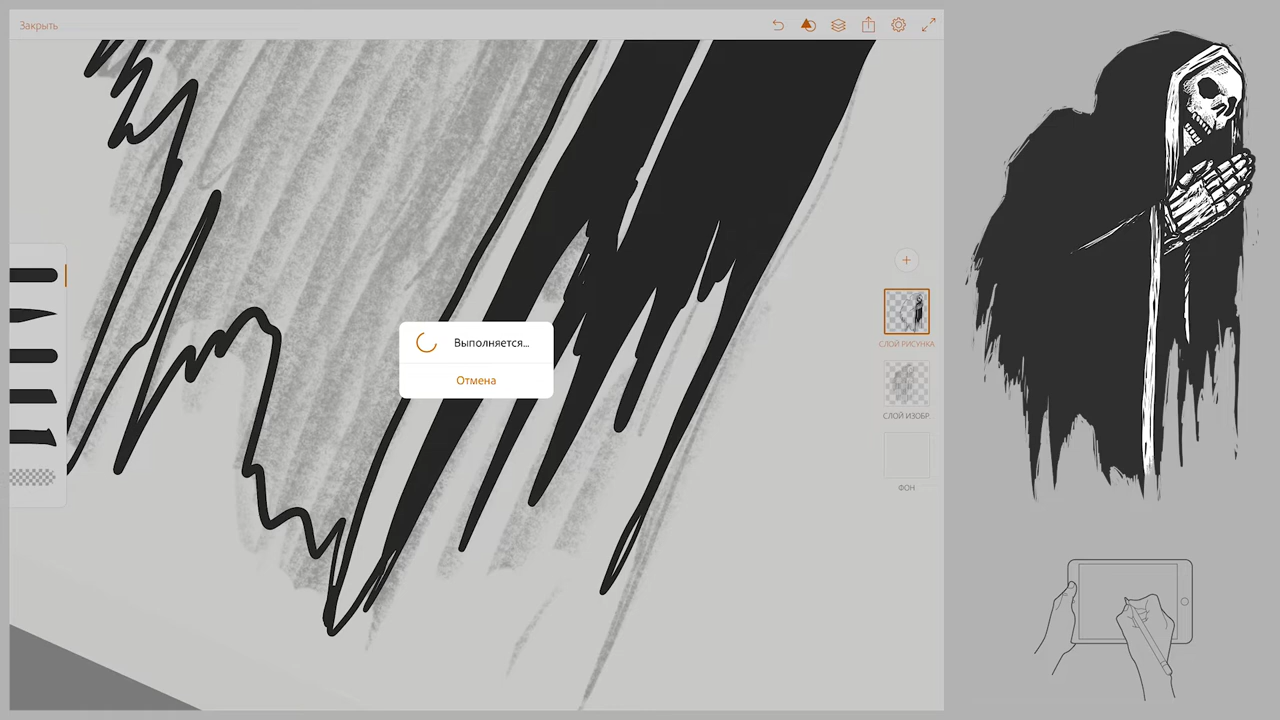 Закрыть
Выполняется...
Отмена
СЛОЙ РИСУНКА
СЛОЙ ИЗОБР.
ФОН